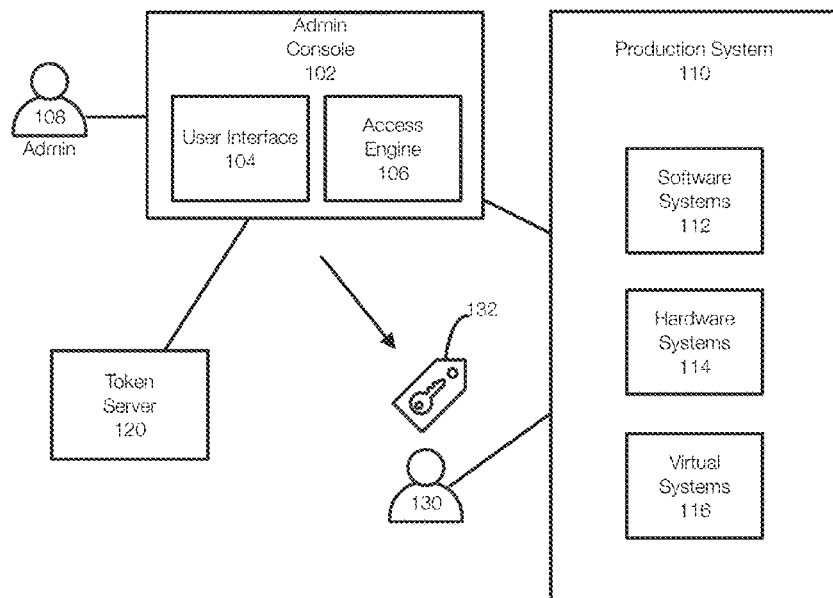 Admin
Console
102
User Interface
104
Access
Engine
106
108
Admin
Production System
110
Software
Systems
112
Hardware
Systems
114
Virtual
Systems
116
Token
Server
120
132
130